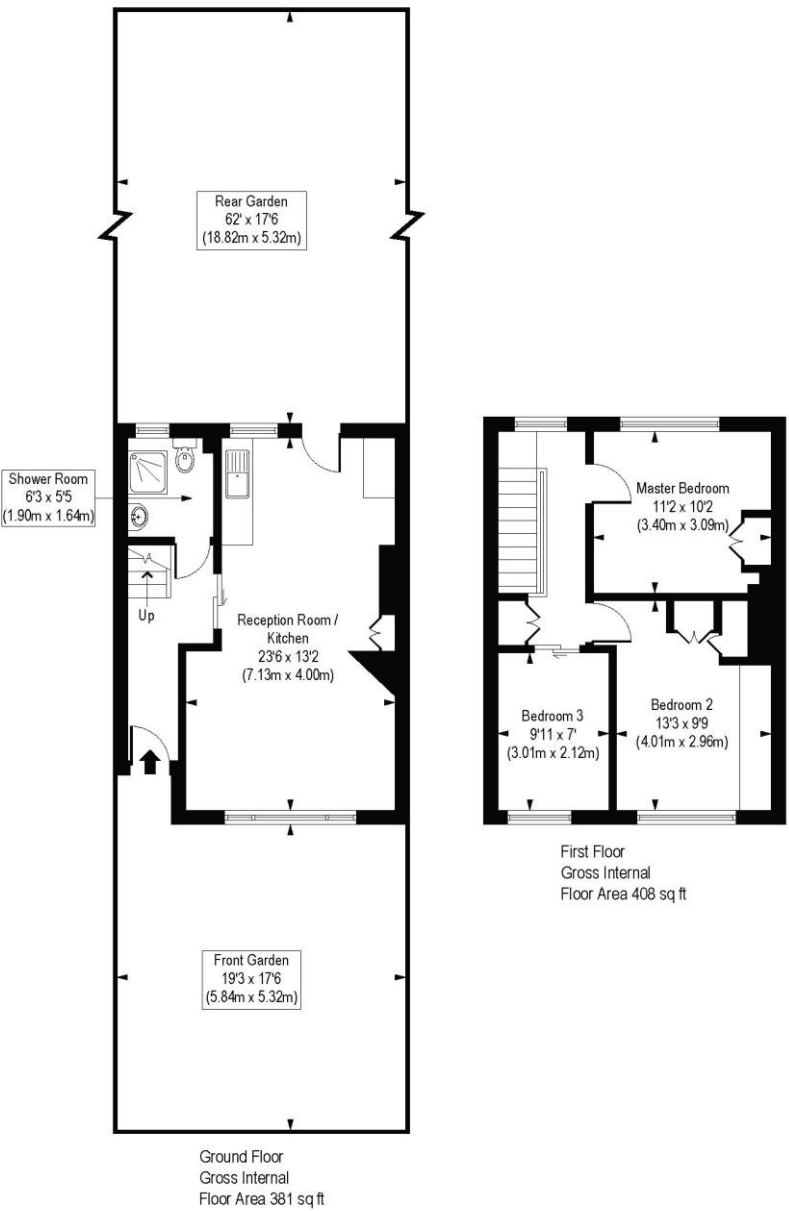 Rear Garden
62' x 17'6
(18.82m x 5.32m)
Shower Room
6'3 x 5'5
(1.90m x 1.64m)
Up
Reception Room /
Kitchen
23'6 x 13'2
(7.13m x 4.00m)
Front Garden
19'3 x 17'6
(5.84m x 5.32m)
Ground Floor
Gross Internal
Floor Area 381 sq ft
Master Bedroom
11'2 x 10'2
(3.40m x 3.09m)
Bedroom 2
13'3 x 9'9
(4.01m x 2.96m)
Bedroom 3
9'11 x 7'
(3.01m x 2.12m)
First Floor
Gross Internal
Floor Area 408 sq ft